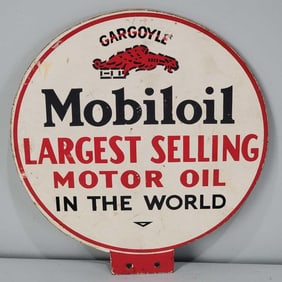 GARGOYLE
Mobiloil
LARGEST SELLING
MOTOR OIL
IN THE WORLD